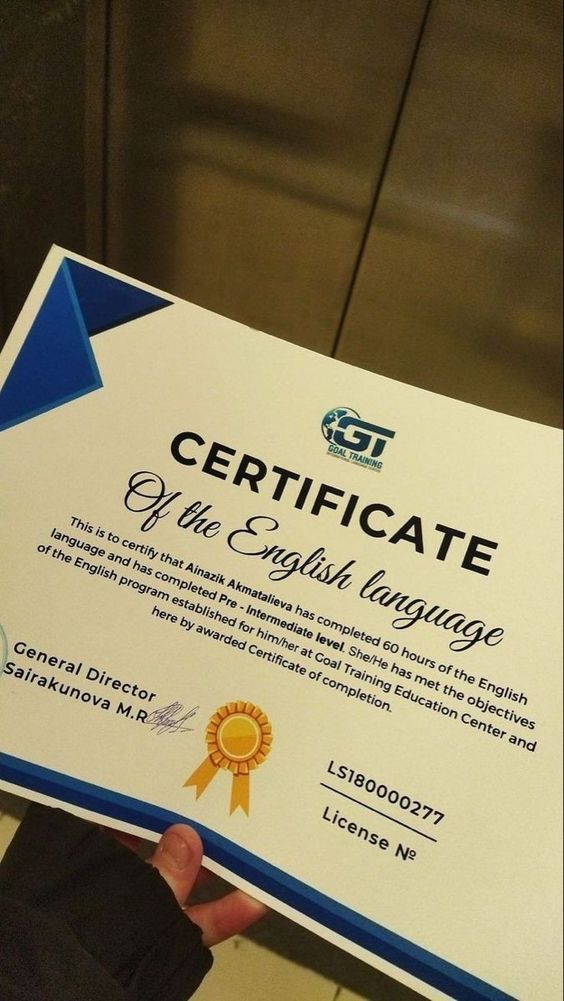 GT
GOAL TRAINING
INTERNATIONAL LANGUAGE CENTER
CERTIFICATE
Of the English language
This is to certify that Ainazik Akmatalieva has completed 60 hours of the English
language and has completed Pre - Intermediate level. She/He has met the objectives
of the English program established for him/her at Goal Training Education Center and
here by awarded Certificate of completion.
General Director
Sairakunova M.R
LS180000277
License №